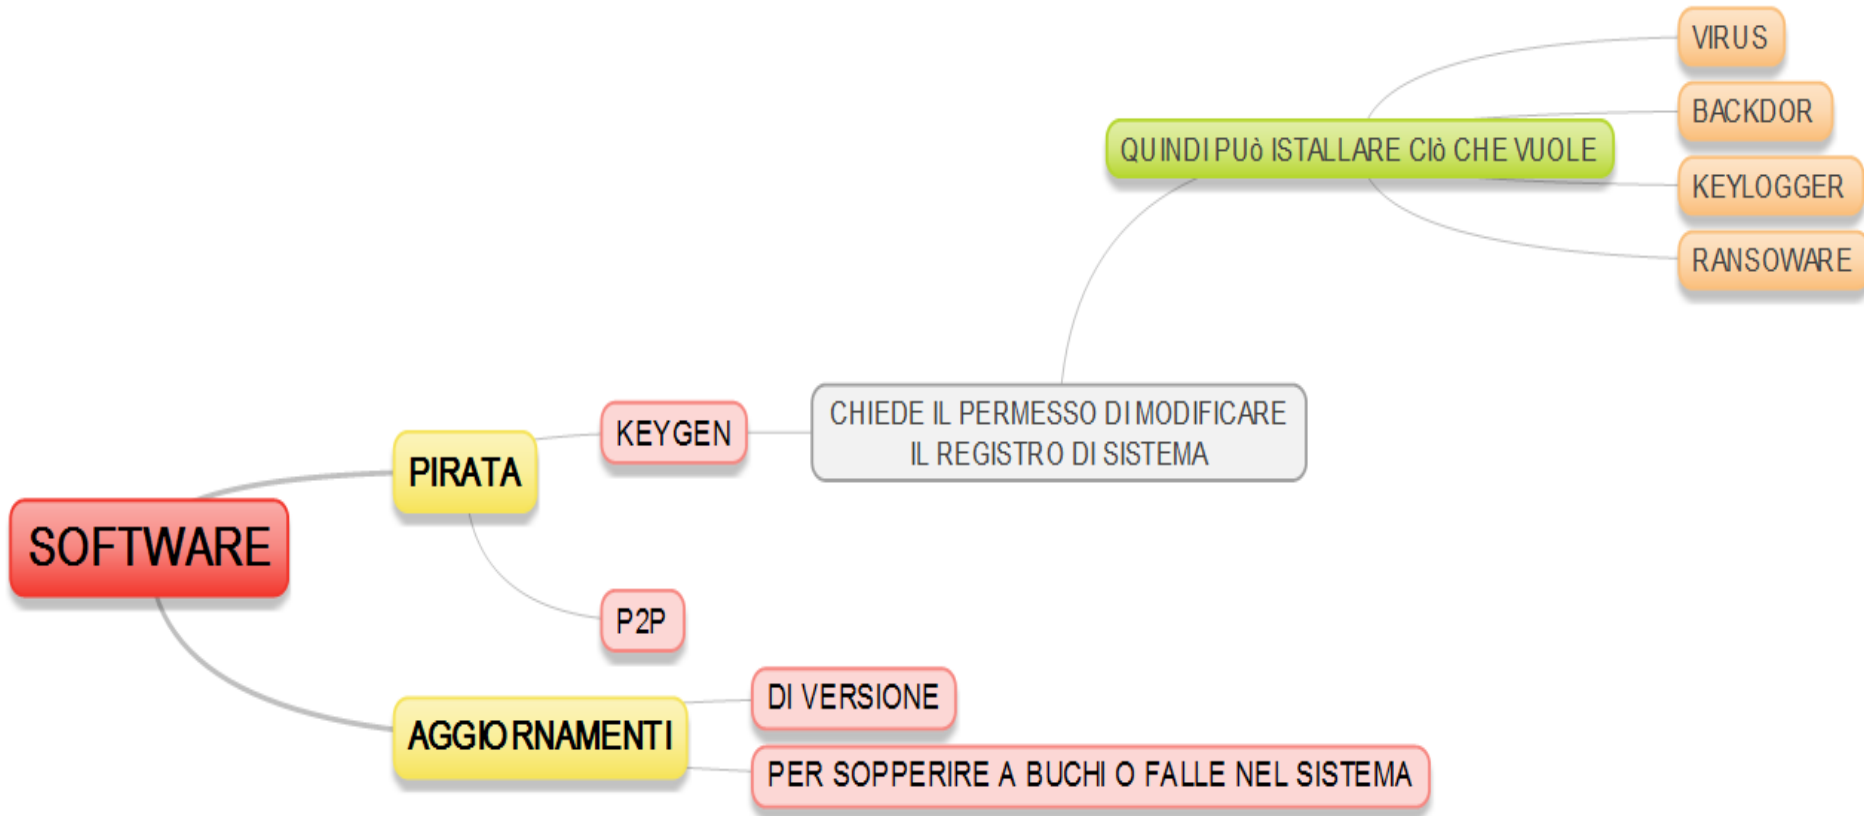 SOFTWARE
PIRATA
KEYGEN
CHIEDE IL PERMESSO DI MODIFICARE
IL REGISTRO DI SISTEMA
QUINDI PUò ISTALLARE CIò CHE VUOLE
VIRUS
BACKDOR
KEYLOGGER
RANSOWARE
P2P
AGGIORNAMENTI
DI VERSIONE
PER SOPPERIRE A BUCHI O FALLE NEL SISTEMA